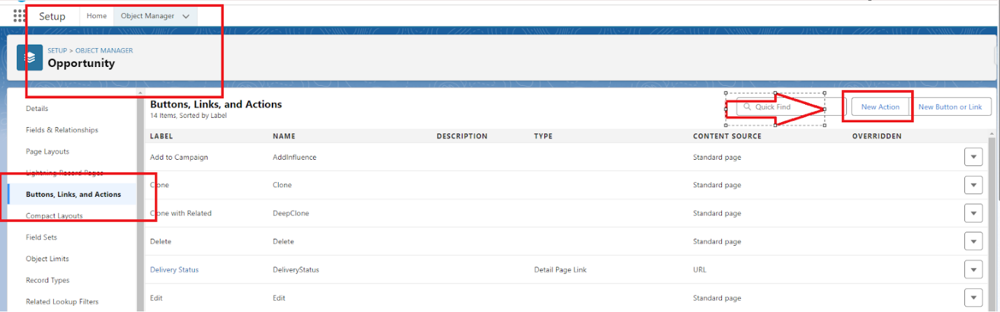 Setup Home Object Manager
SETUP > OBJECT MANAGER
Opportunity
Details
Fields & Relationships
Page Layouts
Lightning Record Pages
Buttons, Links, and Actions
Compact Layouts
Field Sets
Object Limits
Record Types
Related Lookup Filters
Buttons, Links, and Actions
14 Items, Sorted by Label
Quick Find New Action New Button or Link
LABEL NAME DESCRIPTION TYPE CONTENT SOURCE OVERRIDDEN
Add to Campaign AddInfluence Standard page
Clone Clone Standard page
Clone with Related DeepClone Standard page
Delete Delete Standard page
Delivery Status DeliveryStatus Detail Page Link URL
Edit Edit Standard page